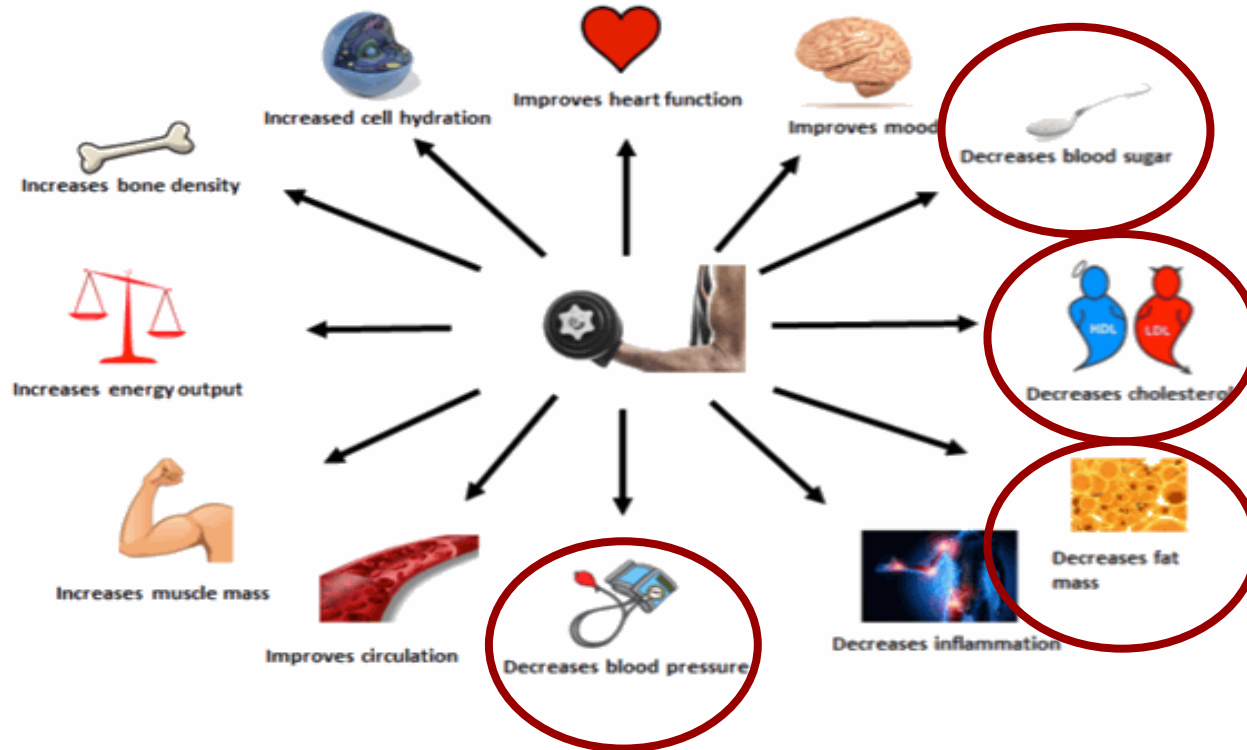 Improves heart function
Increased cell hydration
Improves mood
Decreases blood sugar
Increases bone density
HDL
LDL
Increases energy output
Decreases cholesterol
Decreases fat
mass
Increases muscle mass
Improves circulation
Decreases blood pressure
Decreases inflammation